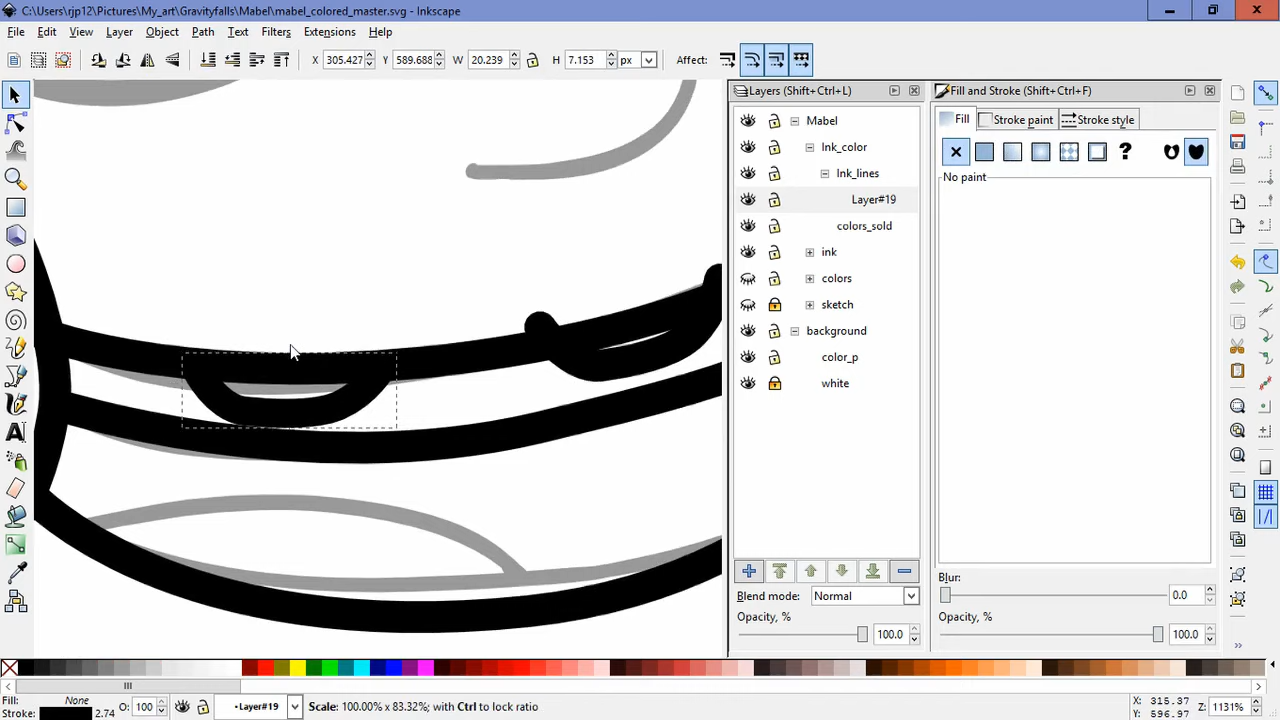 C:\Users\rjp12\Pictures\My_art\Gravityfalls\Mabel\mabel_colored_master.svg - Inkscape
File Edit View Layer Object Path Text Filters Extensions Help
X 305.427 Y 589.688 W 20.239 H 7.153 px Affect:
Layers (Shift+Ctrl+L)
Mabel
Ink_color
Ink_lines
Layer#19
colors_sold
ink
colors
sketch
background
color_p
white
Blend mode: Normal
Opacity, %
100.0
Fill and Stroke (Shift+Ctrl+F)
Fill Stroke paint Stroke style
?
No paint
Blur:
0.0
Opacity, %
100.0
Fill: None
Stroke: 2.74
O: 100
•Layer#19
Scale: 100.00% x 83.32%; with Ctrl to lock ratio
X: 315.37
Y: 596.97
Z: 1131%